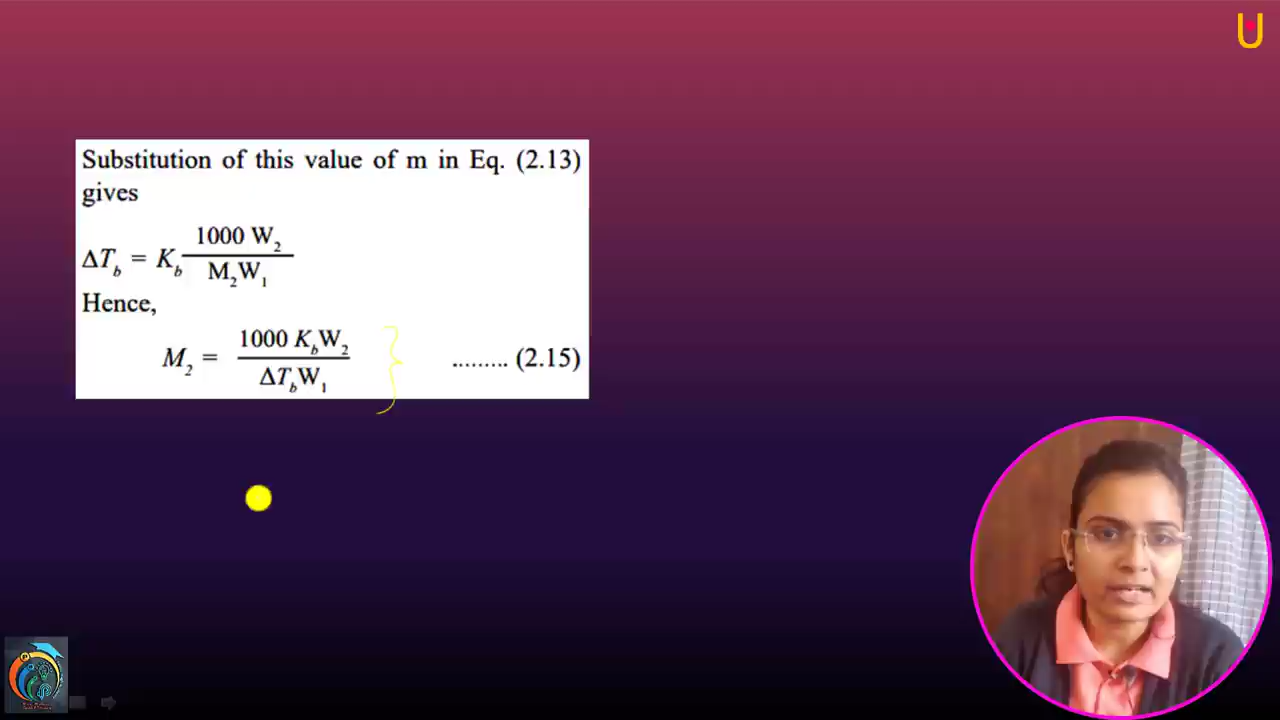 U
Substitution of this value of m in Eq. (2.13)
gives
ΔT_b = K_b 1000 W_2 / M_2W_1
Hence,
M_2 = 1000 K_bW_2 / ΔT_bW_1 ......... (2.15)